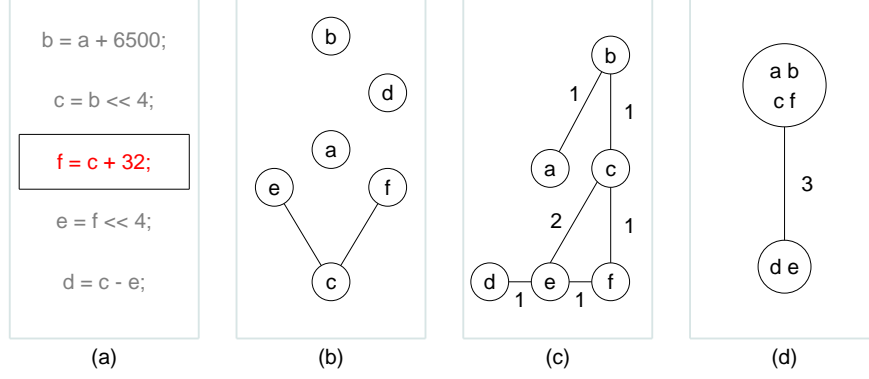 b = a + 6500;
c = b << 4;
f = c + 32;
e = f << 4;
d = c - e;
(a)
b
d
a
e
f
c
(b)
b
1
1
a
c
2
1
d
e
f
1
1
(c)
a b
c f
3
d e
(d)